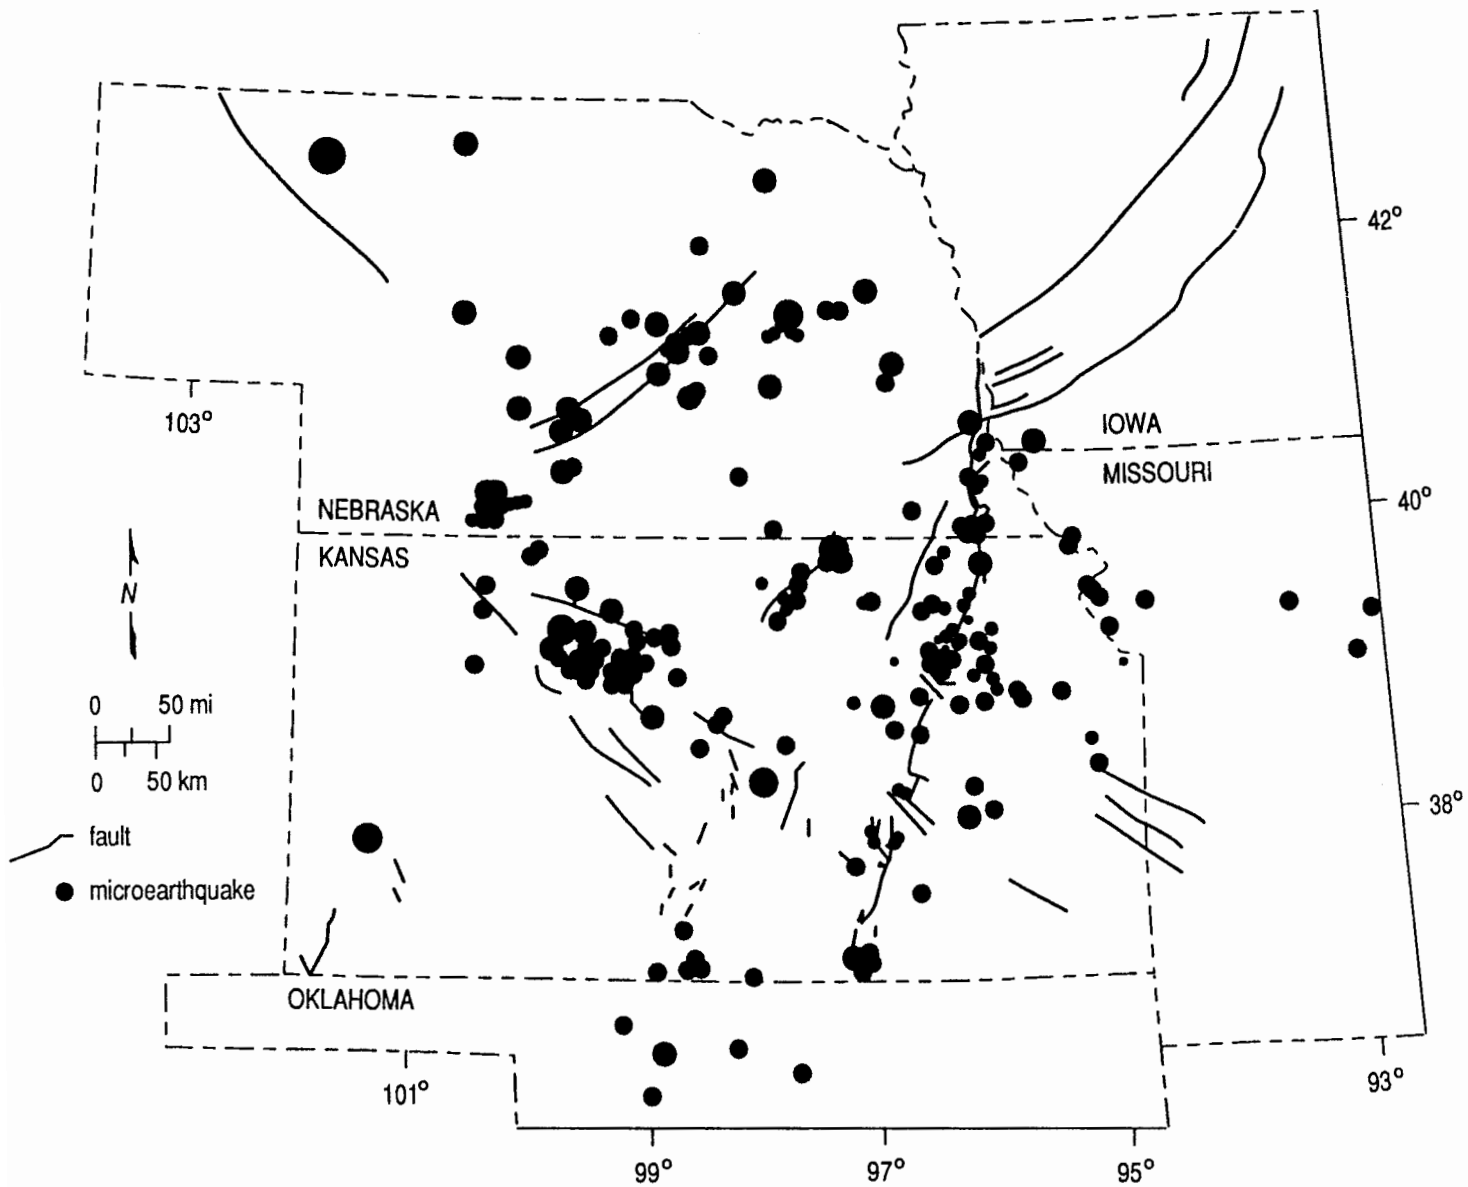 42°
103°
IOWA
MISSOURI
NEBRASKA
40°
KANSAS
N
0 50 mi
0 50 km
38°
fault
microearthquake
OKLAHOMA
101°
93°
99°
97°
95°